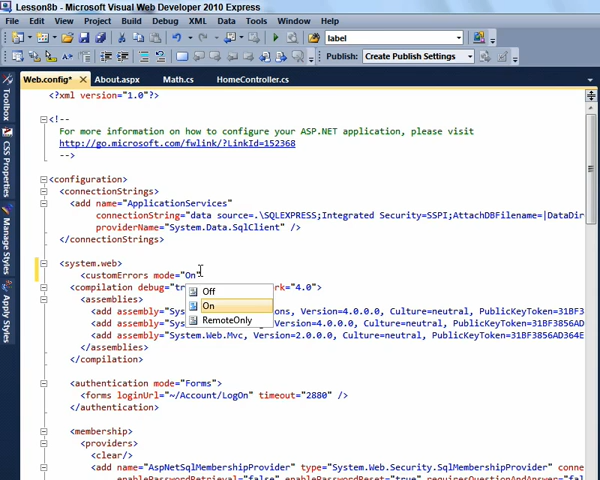 Lesson8b - Microsoft Visual Web Developer 2010 Express
File Edit View Project Build Debug XML Data Tools Window Help
label
Publish: Create Publish Settings
Web.config* About.aspx Math.cs HomeController.cs
Toolbox
CSS Properties
Manage Styles
Apply Styles
<?xml version="1.0"?>
<!--
For more information on how to configure your ASP.NET application, please visit
http://go.microsoft.com/fwlink/?LinkId=152368
-->
<configuration>
<connectionStrings>
<add name="ApplicationServices"
connectionString="data source=.\SQLEXPRESS;Integrated Security=SSPI;AttachDBFilename=|DataDir
providerName="System.Data.SqlClient" />
</connectionStrings>
<system.web>
<customErrors mode="On"
<compilation debug="tr
rk="4.0">
Off
On
RemoteOnly
<assemblies>
<add assembly="Sys
ons, Version=4.0.0.0, Culture=neutral, PublicKeyToken=31BF3
<add assembly="Sys
Version=4.0.0.0, Culture=neutral, PublicKeyToken=31BF3856AD
<add assembly="System.Web.Mvc, Version=2.0.0.0, Culture=neutral, PublicKeyToken=31BF3856AD364E
</assemblies>
</compilation>
<authentication mode="Forms">
<forms loginUrl="~/Account/LogOn" timeout="2880" />
</authentication>
<membership>
<providers>
<clear/>
<add name="AspNetSqlMembershipProvider" type="System.Web.Security.SqlMembershipProvider" conne
enablePasswordRetrieval="false" enablePasswordReset="true" requiresQuestionAndAnswer="fal